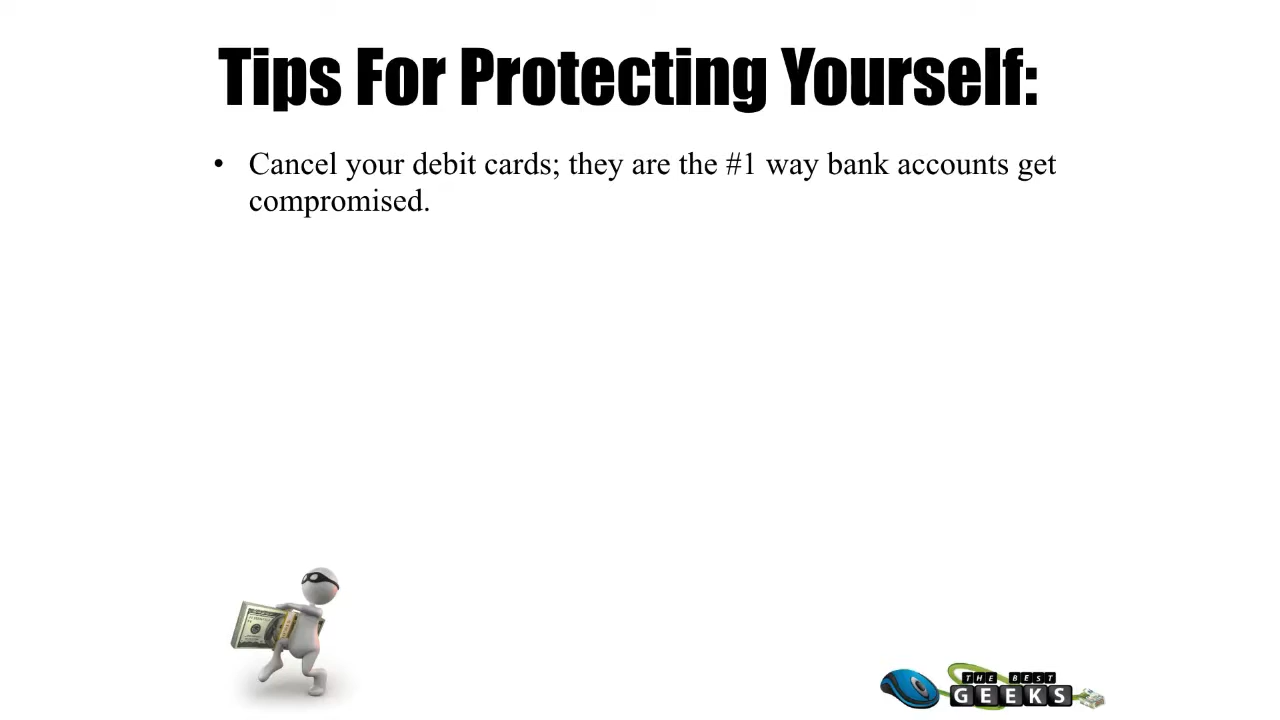 Tips For Protecting Yourself:
• Cancel your debit cards; they are the #1 way bank accounts get
compromised.
THE BEST
GEEKS